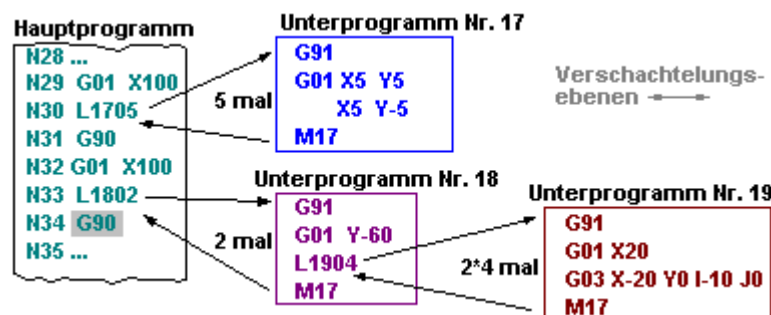 Hauptprogramm
N28 ...
N29 G01 X100
N30 L1705
N31 G90
N32 G01 X100
N33 L1802
N34 G90
N35 ...
5 mal
Unterprogramm Nr. 17
G91
G01 X5 Y5
X5 Y-5
M17
Verschachtelungs-
ebenen
2 mal
Unterprogramm Nr. 18
G91
G01 Y-60
L1904
M17
2*4 mal
Unterprogramm Nr. 19
G91
G01 X20
G03 X-20 Y0 I-10 J0
M17